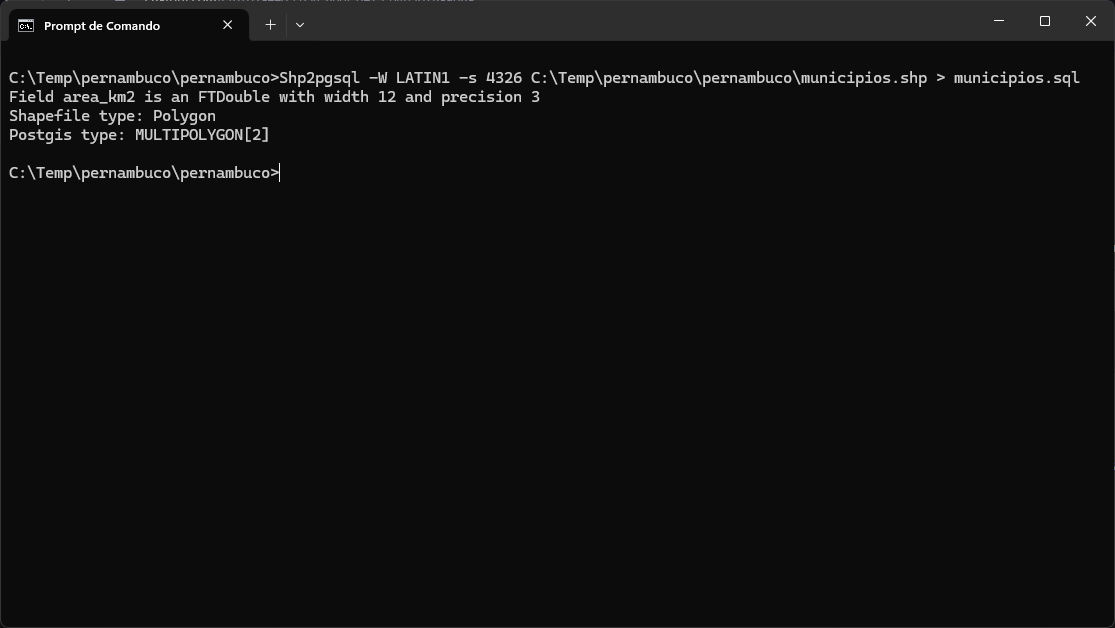 Prompt de Comando
C:\Temp\pernambuco\pernambuco>Shp2pgsql -W LATIN1 -s 4326 C:\Temp\pernambuco\pernambuco\municipios.shp > municipios.sql
Field area_km2 is an FTDouble with width 12 and precision 3
Shapefile type: Polygon
Postgis type: MULTIPOLYGON[2]
C:\Temp\pernambuco\pernambuco>